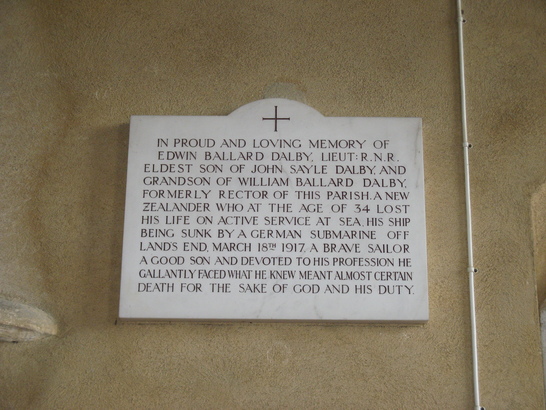 IN PROUD AND LOVING MEMORY OF
EDWIN BALLARD DALBY, LIEUT: R.N.R.
ELDEST SON OF JOHN SAYLE DALBY, AND
GRANDSON OF WILLIAM BALLARD DALBY,
FORMERLY RECTOR OF THIS PARISH. A NEW
ZEALANDER WHO AT THE AGE OF 34 LOST
HIS LIFE ON ACTIVE SERVICE AT SEA, HIS SHIP
BEING SUNK BY A GERMAN SUBMARINE OFF
LAND'S END, MARCH 18TH 1917. A BRAVE SAILOR
A GOOD SON AND DEVOTED TO HIS PROFESSION HE
GALLANTLY FACED WHAT HE KNEW MEANT ALMOST CERTAIN
DEATH FOR THE SAKE OF GOD AND HIS DUTY.